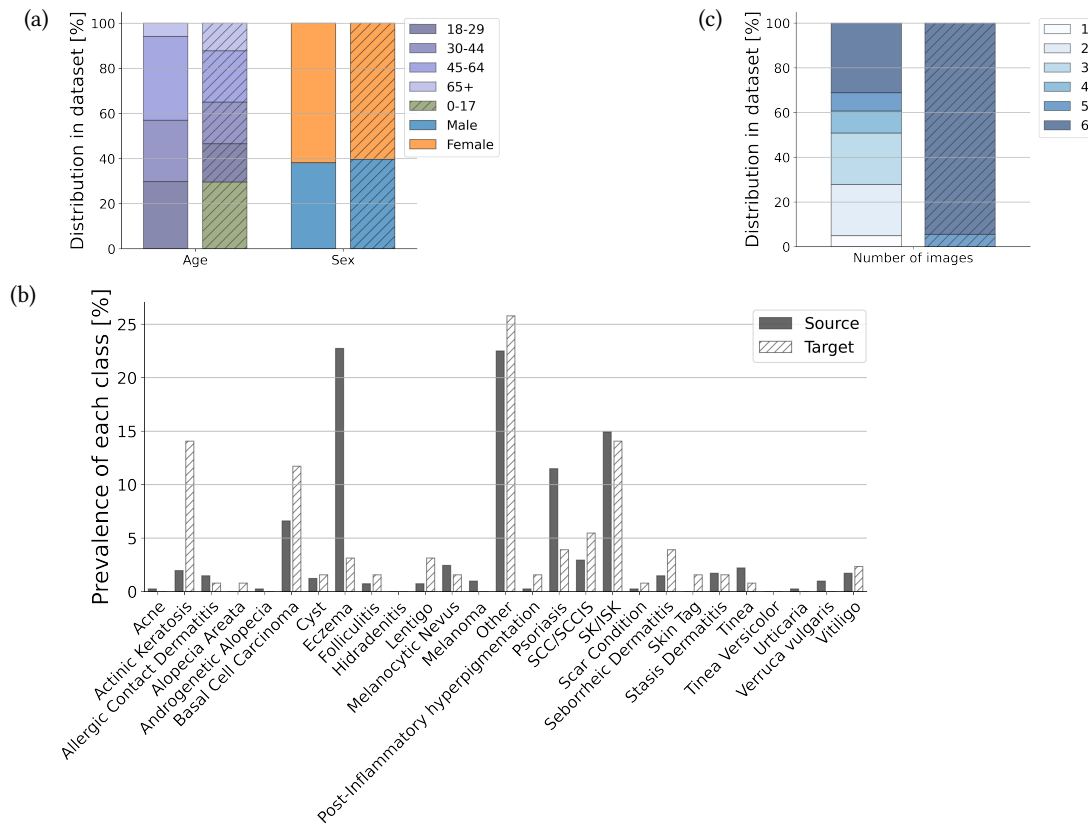 (a)
Distribution in dataset [%]
100
80
60
40
20
0
Age
Sex
18-29
30-44
45-64
65+
0-17
Male
Female
(c)
Distribution in dataset [%]
100
80
60
40
20
0
Number of images
1
2
3
4
5
6
(b)
Prevalence of each class [%]
25
20
15
10
5
0
Source
Target
Acne
Actinic Keratosis
Allergic Contact Dermatitis
Alopecia Areata
Androgenetic Alopecia
Basal Cell Carcinoma
Cyst
Eczema
Folliculitis
Hidradenitis
Lentigo
Melanocytic Nevus
Melanoma
Other
Post-Inflammatory hyperpigmentation
Psoriasis
SCC/SCCIS
SK/ISK
Scar Condition
Seborrheic Dermatitis
Skin Tag
Stasis Dermatitis
Tinea
Tinea Versicolor
Urticaria
Verruca vulgaris
Vitiligo